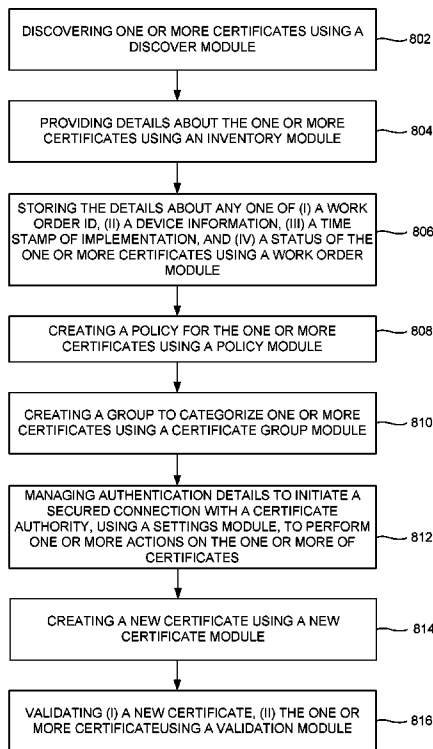 DISCOVERING ONE OR MORE CERTIFICATES USING A
DISCOVER MODULE
802
PROVIDING DETAILS ABOUT THE ONE OR MORE
CERTIFICATES USING AN INVENTORY MODULE
804
STORING THE DETAILS ABOUT ANY ONE OF (I) A WORK
ORDER ID, (II) A DEVICE INFORMATION, (III) A TIME
STAMP OF IMPLEMENTATION, AND (IV) A STATUS OF THE
ONE OR MORE CERTIFICATES USING A WORK ORDER
MODULE
806
CREATING A POLICY FOR THE ONE OR MORE
CERTIFICATES USING A POLICY MODULE
808
CREATING A GROUP TO CATEGORIZE ONE OR MORE
CERTIFICATES USING A CERTIFICATE GROUP MODULE
810
MANAGING AUTHENTICATION DETAILS TO INITIATE A
SECURED CONNECTION WITH A CERTIFICATE
AUTHORITY, USING A SETTINGS MODULE, TO PERFORM
ONE OR MORE ACTIONS ON THE ONE OR MORE OF
CERTIFICATES
812
CREATING A NEW CERTIFICATE USING A NEW
CERTIFICATE MODULE
814
VALIDATING (I) A NEW CERTIFICATE, (II) THE ONE OR
MORE CERTIFICATEUSING A VALIDATION MODULE
816